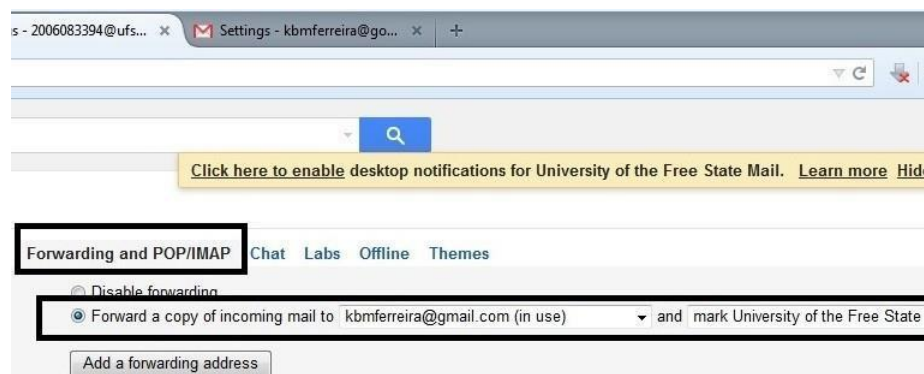 s - 2006083394@ufs... × Settings - kbmferreira@go... × +
Click here to enable desktop notifications for University of the Free State Mail. Learn more
Forwarding and POP/IMAP Chat Labs Offline Themes
Disable forwarding
Forward a copy of incoming mail to kbmferreira@gmail.com (in use) and mark University of the Free State
Add a forwarding address